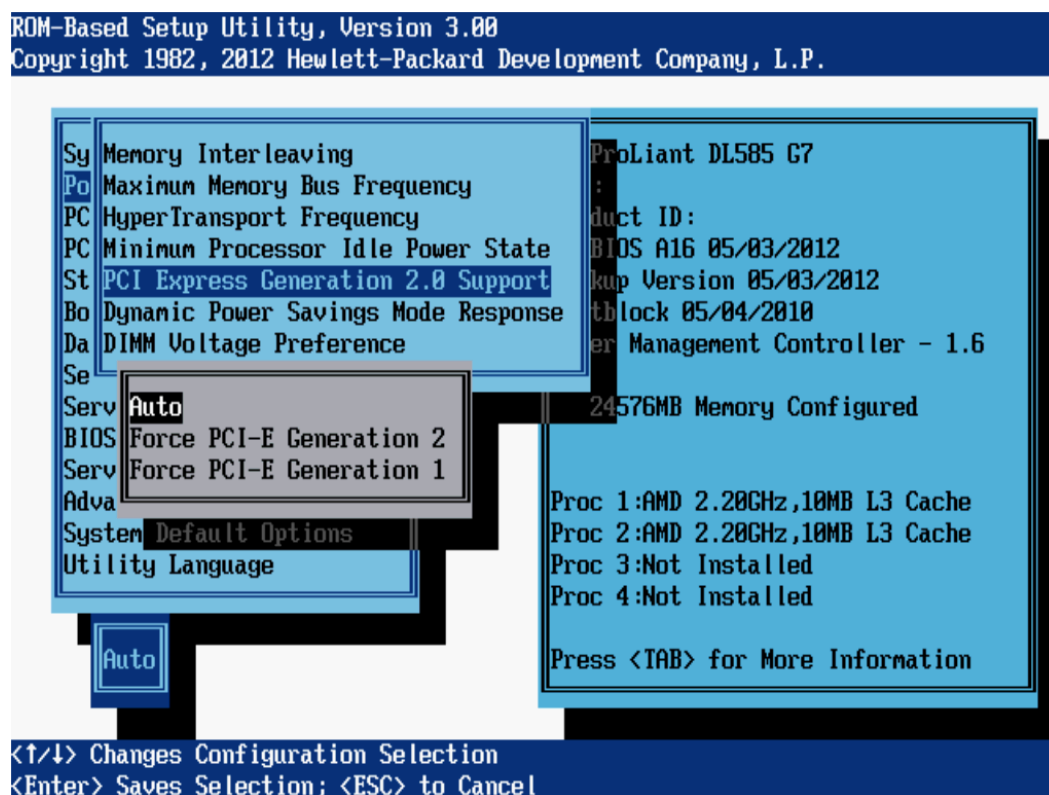 ROM-Based Setup Utility, Version 3.00
Copyright 1982, 2012 Hewlett-Packard Development Company, L.P.
Sy
Po
PC
PC
St
Bo
Da
Se
Serv
BIOS
Serv
Adva
System Default Options
Utility Language
Memory Interleaving
Maximum Memory Bus Frequency
HyperTransport Frequency
Minimum Processor Idle Power State
PCI Express Generation 2.0 Support
Dynamic Power Savings Mode Response
DIMM Voltage Preference
Auto
Force PCI-E Generation 2
Force PCI-E Generation 1
Auto
ProLiant DL585 G7
:
duct ID:
BIOS A16 05/03/2012
kup Version 05/03/2012
tblock 05/04/2010
er Management Controller - 1.6
24576MB Memory Configured
Proc 1:AMD 2.20GHz,10MB L3 Cache
Proc 2:AMD 2.20GHz,10MB L3 Cache
Proc 3:Not Installed
Proc 4:Not Installed
Press <TAB> for More Information
<↑/↓> Changes Configuration Selection
<Enter> Saves Selection; <ESC> to Cancel